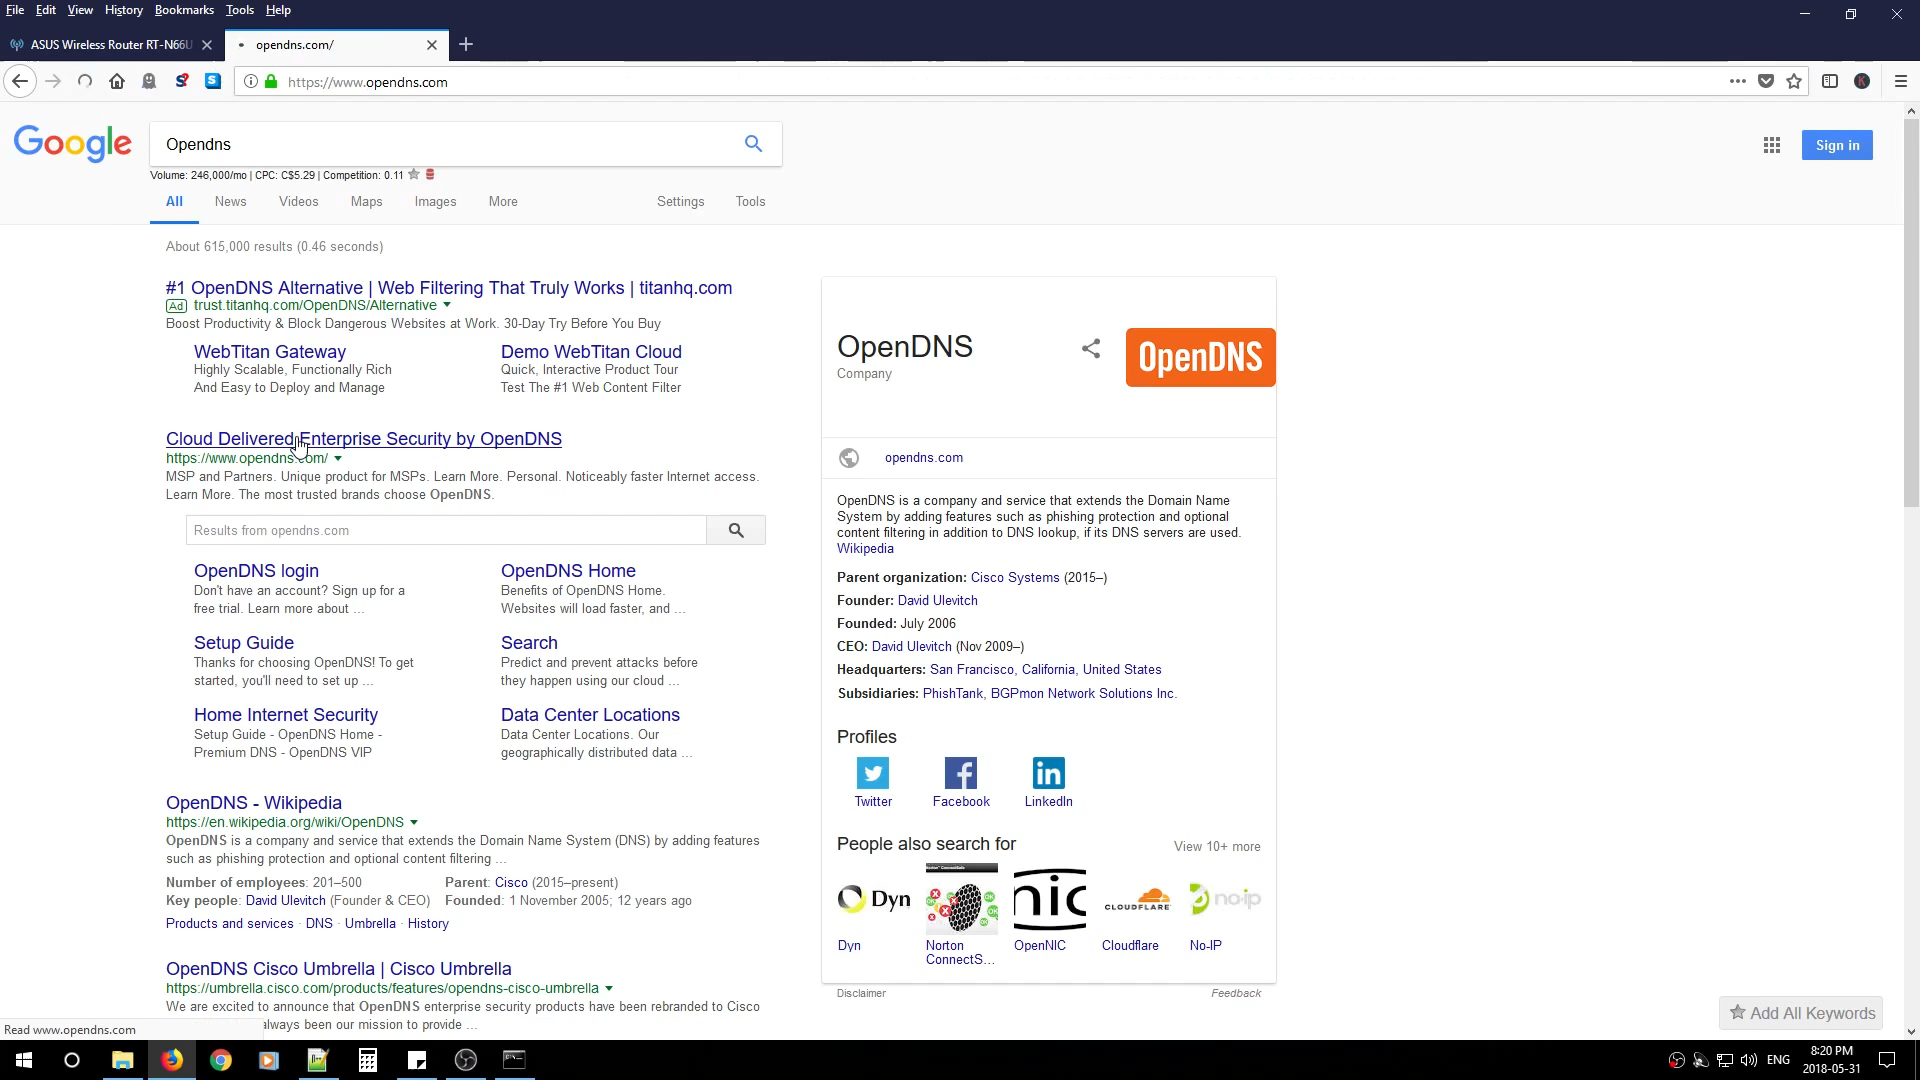 File Edit View History Bookmarks Tools Help
ASUS Wireless Router RT-N66U
opendns.com/
https://www.opendns.com
Google
Opendns
Sign in
Volume: 246,000/mo | CPC: C$5.29 | Competition: 0.11
All News Videos Maps Images More Settings Tools
About 615,000 results (0.46 seconds)
#1 OpenDNS Alternative | Web Filtering That Truly Works | titanhq.com
Ad trust.titanhq.com/OpenDNS/Alternative
Boost Productivity & Block Dangerous Websites at Work. 30-Day Try Before You Buy
WebTitan Gateway
Highly Scalable, Functionally Rich
And Easy to Deploy and Manage
Demo WebTitan Cloud
Quick, Interactive Product Tour
Test The #1 Web Content Filter
Cloud Delivered Enterprise Security by OpenDNS
https://www.opendns.com/
MSP and Partners. Unique product for MSPs. Learn More. Personal. Noticeably faster Internet access.
Learn More. The most trusted brands choose OpenDNS.
Results from opendns.com
OpenDNS login
Don't have an account? Sign up for a
free trial. Learn more about ...
OpenDNS Home
Benefits of OpenDNS Home.
Websites will load faster, and ...
Setup Guide
Thanks for choosing OpenDNS! To get
started, you'll need to set up ...
Search
Predict and prevent attacks before
they happen using our cloud ...
Home Internet Security
Setup Guide - OpenDNS Home -
Premium DNS - OpenDNS VIP
Data Center Locations
Data Center Locations. Our
geographically distributed data ...
OpenDNS - Wikipedia
https://en.wikipedia.org/wiki/OpenDNS
OpenDNS is a company and service that extends the Domain Name System (DNS) by adding features
such as phishing protection and optional content filtering ...
Number of employees: 201–500 Parent: Cisco (2015–present)
Key people: David Ulevitch (Founder & CEO) Founded: 1 November 2005; 12 years ago
Products and services · DNS · Umbrella · History
OpenDNS Cisco Umbrella | Cisco Umbrella
https://umbrella.cisco.com/products/features/opendns-cisco-umbrella
We are excited to announce that OpenDNS enterprise security products have been rebranded to Cisco
always been our mission to provide ...
Read www.opendns.com
OpenDNS
Company
OpenDNS
opendns.com
OpenDNS is a company and service that extends the Domain Name
System by adding features such as phishing protection and optional
content filtering in addition to DNS lookup, if its DNS servers are used.
Wikipedia
Parent organization: Cisco Systems (2015–)
Founder: David Ulevitch
Founded: July 2006
CEO: David Ulevitch (Nov 2009–)
Headquarters: San Francisco, California, United States
Subsidiaries: PhishTank, BGPmon Network Solutions Inc.
Profiles
Twitter Facebook LinkedIn
People also search for View 10+ more
Dyn nic CLOUDFLARE no-ip
Dyn
Norton
ConnectS...
OpenNIC
Cloudflare
No-IP
Disclaimer Feedback
Add All Keywords
ENG
8:20 PM
2018-05-31